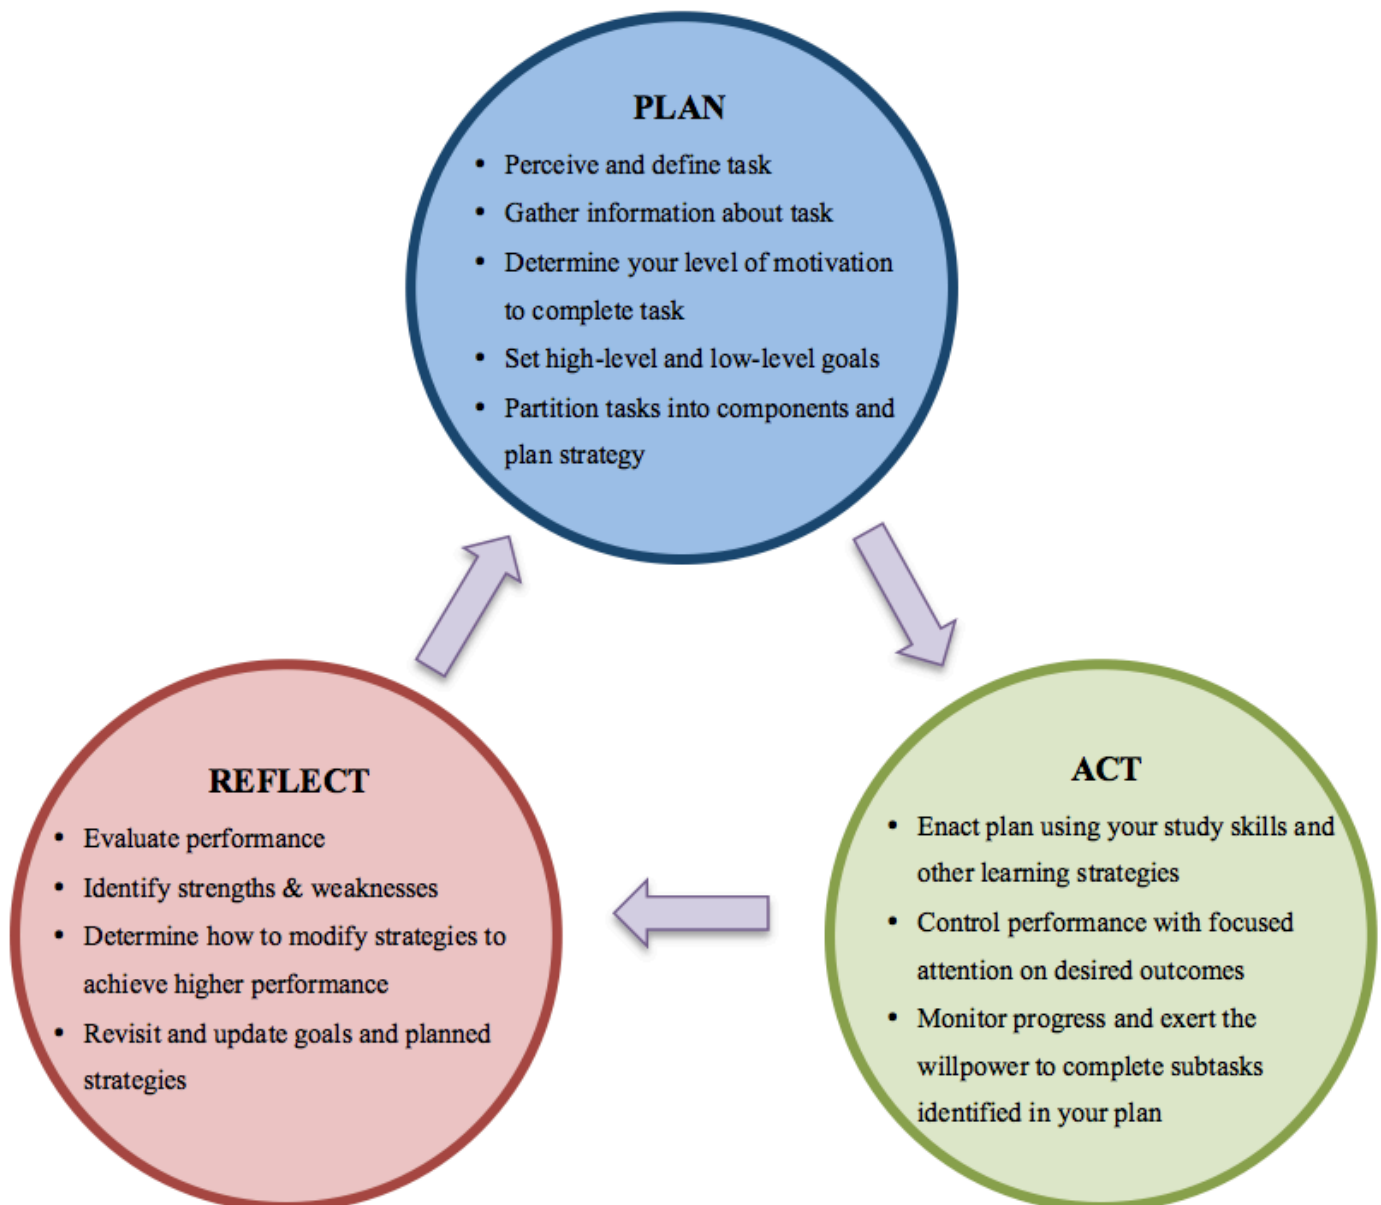 PLAN
• Perceive and define task
• Gather information about task
• Determine your level of motivation
to complete task
• Set high-level and low-level goals
• Partition tasks into components and
plan strategy
ACT
• Enact plan using your study skills and
other learning strategies
• Control performance with focused
attention on desired outcomes
• Monitor progress and exert the
willpower to complete subtasks
identified in your plan
REFLECT
• Evaluate performance
• Identify strengths & weaknesses
• Determine how to modify strategies to
achieve higher performance
• Revisit and update goals and planned
strategies